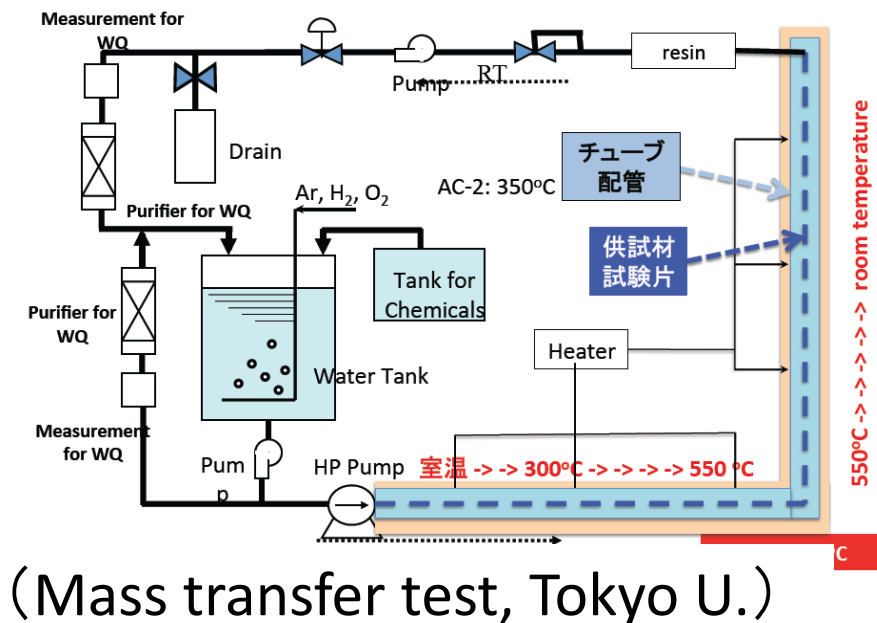 Measurement for
WQ
resin
Pump
RT
Drain
チューブ
配管
AC-2: 350°C
Ar, H₂, O₂
Purifier for WQ
供試材
試験片
Tank for
Chemicals
Purifier for
WQ
Heater
Water Tank
Measurement
for WQ
Pum
p
HP Pump
室温 -> -> 300°C -> -> -> -> 550 °C
550°C -> -> -> -> -> -> room temperature
°C
(Mass transfer test, Tokyo U.)